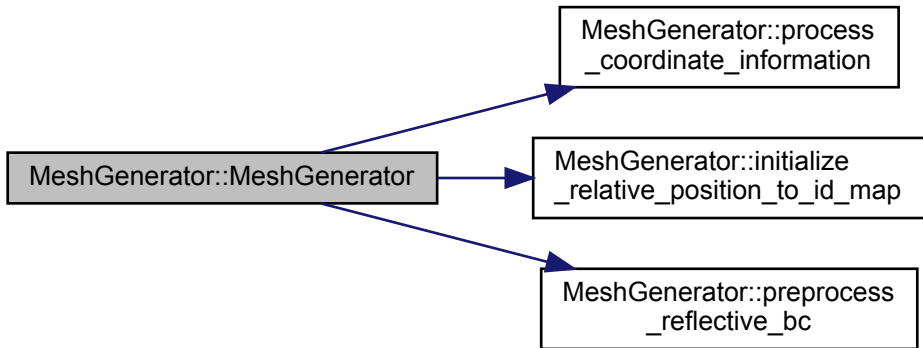 MeshGenerator::process
_coordinate_information
MeshGenerator::MeshGenerator
MeshGenerator::initialize
_relative_position_to_id_map
MeshGenerator::preprocess
_reflective_bc